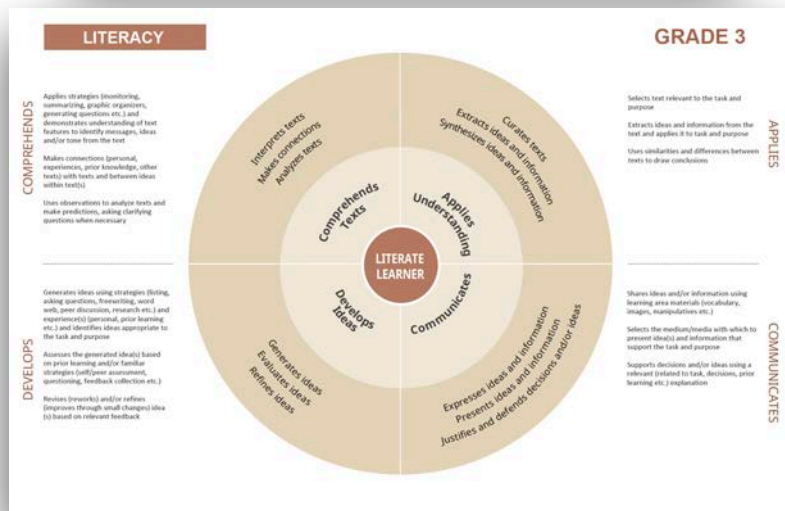 LITERACY
GRADE 3
COMPREHENDS
Applies strategies (monitoring,
summarizing, graphic organizers,
generating questions etc.) and
demonstrates understanding of text
features to identify messages, ideas
and/or tone from the text
Makes connections (personal,
experiences, prior knowledge, other
texts) with texts and between ideas
within text(s)
Uses observations to analyze texts and
make predictions, asking clarifying
questions when necessary
Interprets texts
Makes connections
Analyzes texts
Curates texts
Extracts ideas and information
Synthesizes ideas and information
Selects text relevant to the task and
purpose
Extracts ideas and information from
the text and applies it to task and
purpose
Uses similarities and differences between
texts to draw conclusions
APPLIES
Comprehends
Texts
Applies
Understanding
LITERATE
LEARNER
Develops
Ideas
Communicates
DEVELOPS
Generates ideas using strategies (listing,
asking questions, freewriting, word
web, peer discussion, research etc.) and
experience(s) (personal, prior learning
etc.) and identifies ideas appropriate to
the task and purpose
Assesses the generated idea(s) based
on prior learning and/or familiar
strategies (self/peer assessment,
questioning, feedback collection etc.)
Revises (reworks) and/or refines
(improves through small changes) idea
(s) based on relevant feedback
Generates ideas
Evaluates ideas
Refines ideas
Expresses ideas and information
Presents ideas and information
Justifies and defends decisions and/or ideas
Shares ideas and/or information using
learning area materials (vocabulary,
images, manipulatives etc.)
Selects the medium/media with which to
present idea(s) and information that
support the task and purpose
Supports decisions and/or ideas using a
relevant (related to task, decisions, prior
learning etc.) explanation
COMMUNICATES